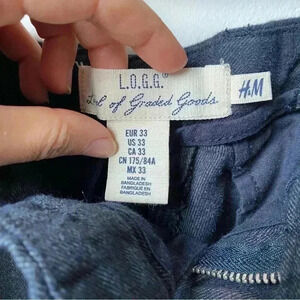 L.O.G.G.®
Label of Graded Goods
H&M
EUR 33
US 33
CA 33
CN 175/84A
MX 33
MADE IN
BANGLADESH
FABRIQUÉ EN
BANGLADESH